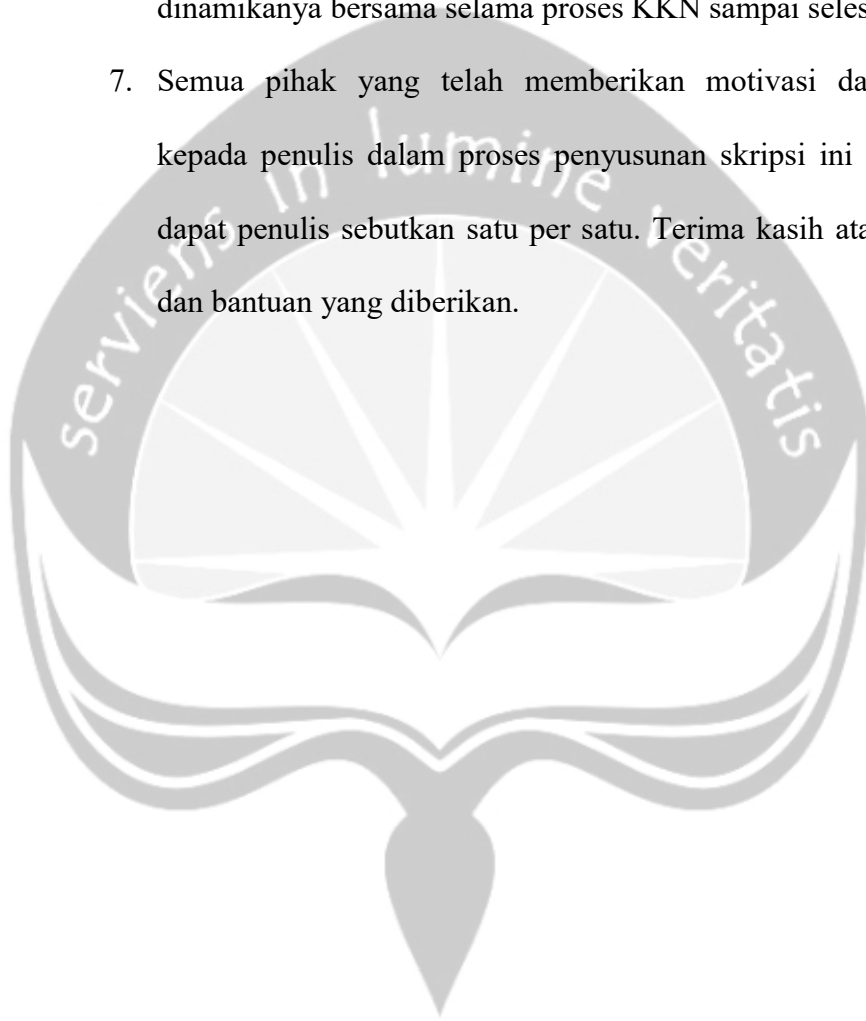 dinamikanya bersama selama proses KKN sampai seles
7. Semua pihak yang telah memberikan motivasi da
kepada penulis dalam proses penyusunan skripsi ini
dapat penulis sebutkan satu per satu. Terima kasih ata
dan bantuan yang diberikan.
serviens in lumine veritatis